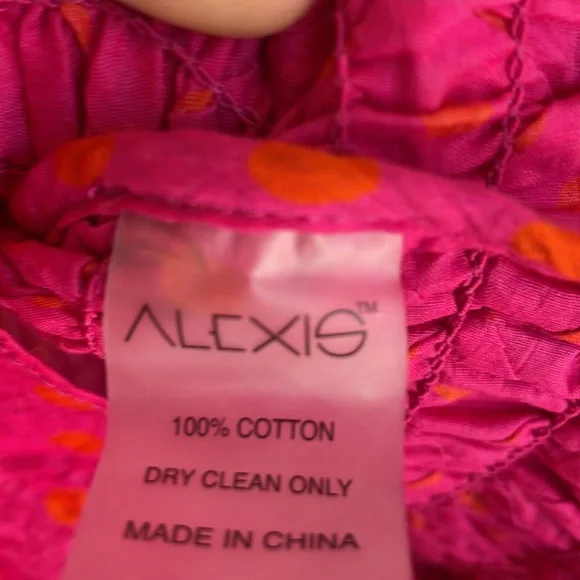 ALEXIS™
100% COTTON
DRY CLEAN ONLY
MADE IN CHINA